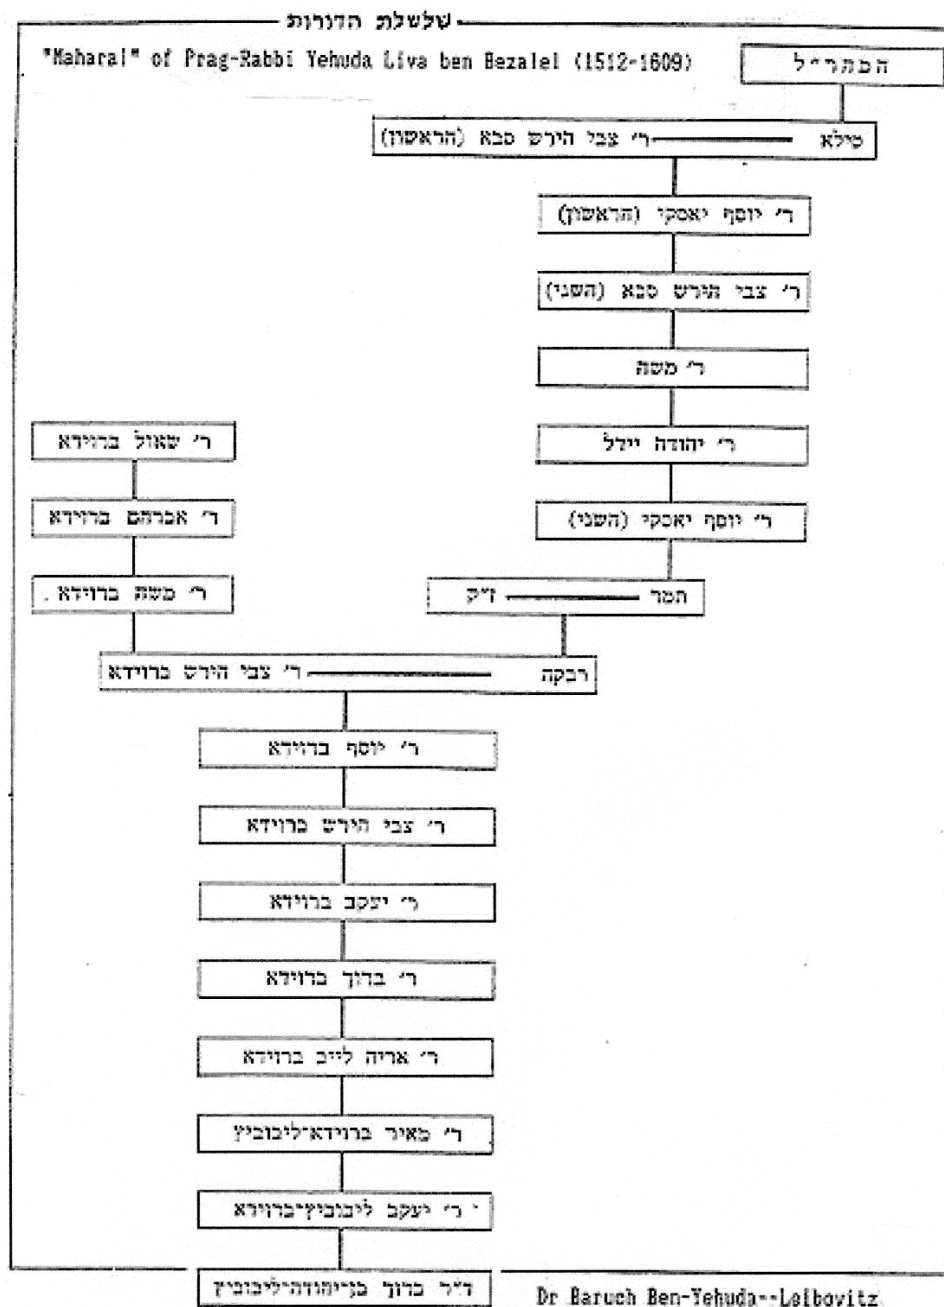 שלשלת הדורות
"Maharal" of Prag-Rabbi Yehuda Liva ben Bezalel (1512-1609)
המהר״ל
טילא ר׳ צבי הירש סבא (הראשון)
ר׳ יוסף יאסקי (הראשון)
ר׳ צבי הירש סבא (השני)
ר׳ משה
ר׳ שאול ברוידא
ר׳ יהודה יידל
ר׳ אברהם ברוידא
ר׳ יוסף יאסקי (השני)
ר׳ משה ברוידא
תמר ז״ק
רבקה ר׳ צבי הירש ברוידא
ר׳ יוסף ברוידא
ר׳ צבי הירש ברוידא
ר׳ יעקב ברוידא
ר׳ ברוך ברוידא
ר׳ אריה לייב ברוידא
ר׳ מאיר ברוידא-ליבוביץ
ר׳ יעקב ליבוביץ-ברוידא
ד״ר ברוך בן-יהודה-ליבוביץ
Dr Baruch Ben-Yehuda--Leibovitz